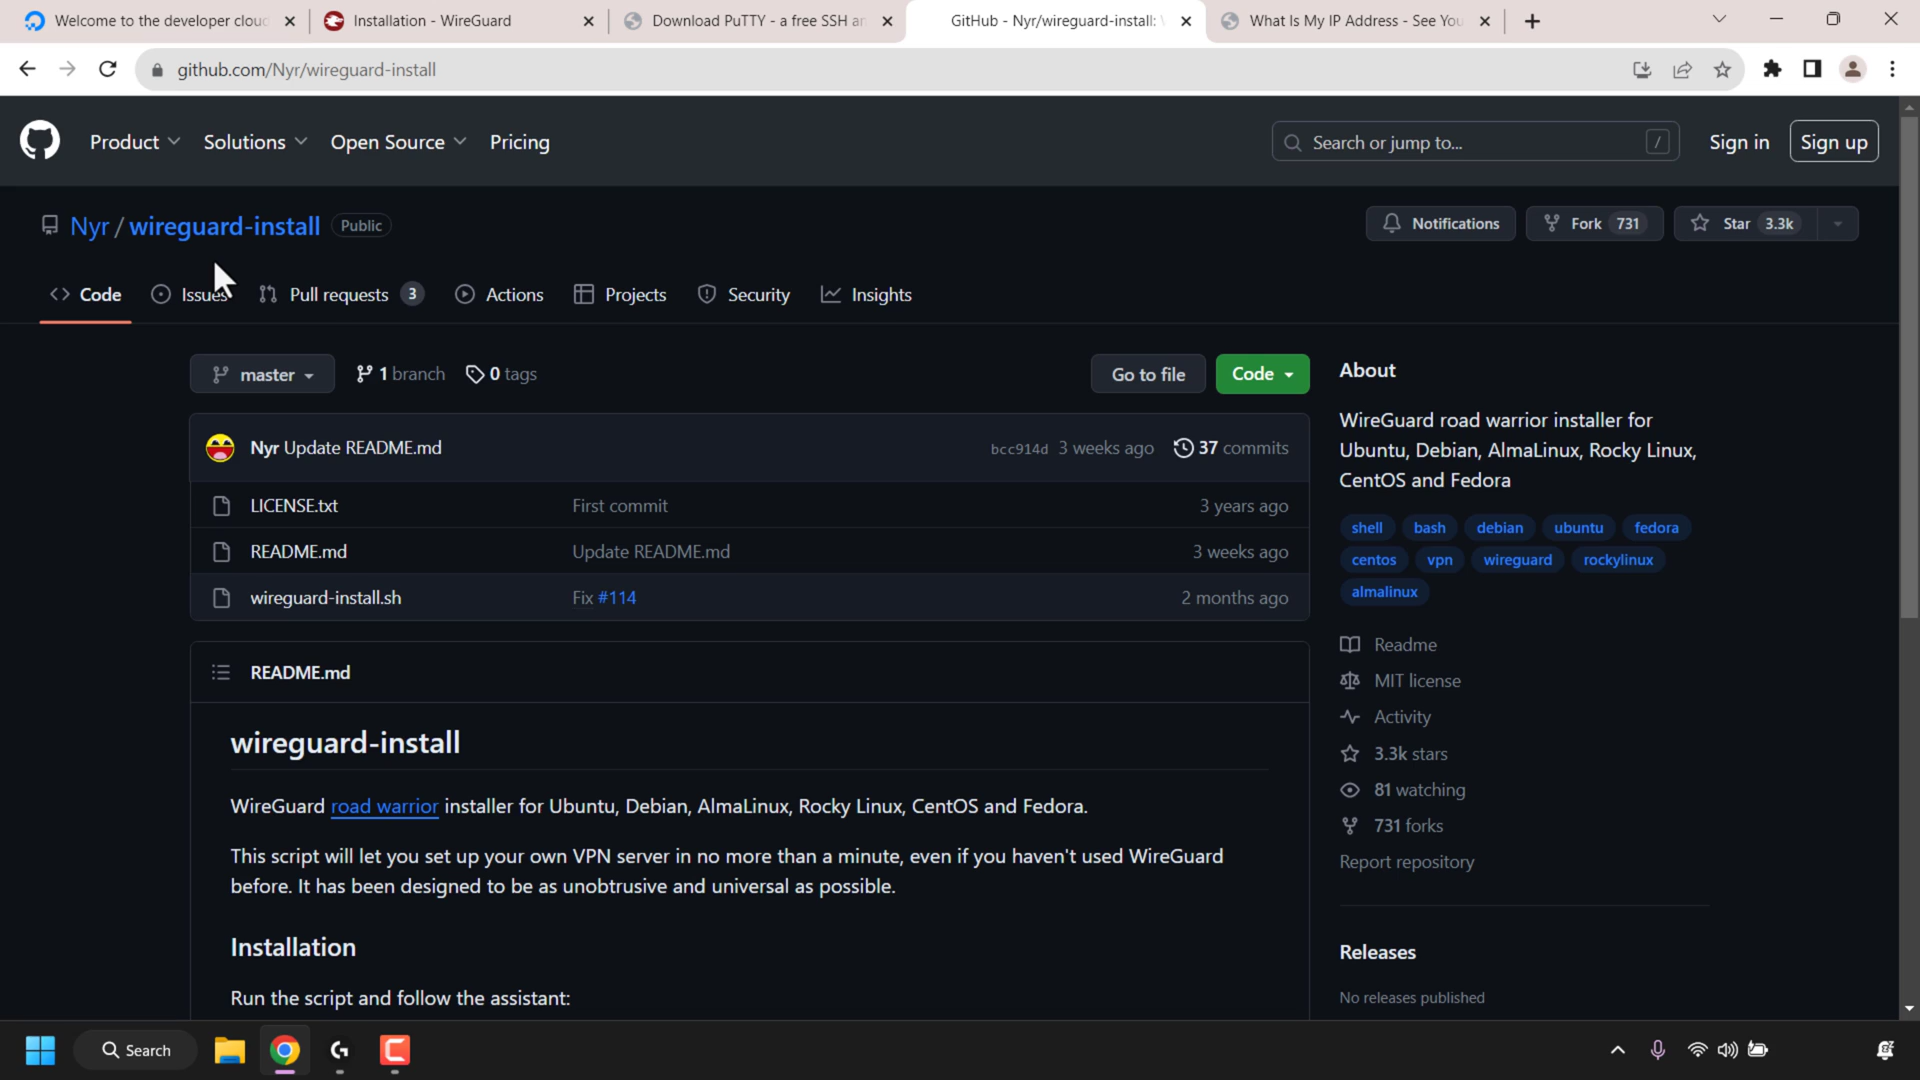 Welcome to the developer clou
Installation - WireGuard
Download PuTTY - a free SSH
GitHub - Nyr/wireguard-install:
What Is My IP Address - See You
github.com/Nyr/wireguard-install
Product
Solutions
Open Source
Pricing
Search or jump to...
/
Sign in
Sign up
Nyr / wireguard-install
Public
Notifications
Fork 731
Star 3.3k
Code
Issues
Pull requests 3
Actions
Projects
Security
Insights
master
1 branch
0 tags
Go to file
Code
Nyr Update README.md
bcc914d 3 weeks ago
37 commits
LICENSE.txt
First commit
3 years ago
README.md
Update README.md
3 weeks ago
wireguard-install.sh
Fix #114
2 months ago
README.md
wireguard-install
WireGuard road warrior installer for Ubuntu, Debian, AlmaLinux, Rocky Linux, CentOS and Fedora.
This script will let you set up your own VPN server in no more than a minute, even if you haven't used WireGuard
before. It has been designed to be as unobtrusive and universal as possible.
Installation
Run the script and follow the assistant:
About
WireGuard road warrior installer for
Ubuntu, Debian, AlmaLinux, Rocky Linux,
CentOS and Fedora
shell bash debian ubuntu fedora
centos vpn wireguard rockylinux
almalinux
Readme
MIT license
Activity
3.3k stars
81 watching
731 forks
Report repository
Releases
No releases published
Search